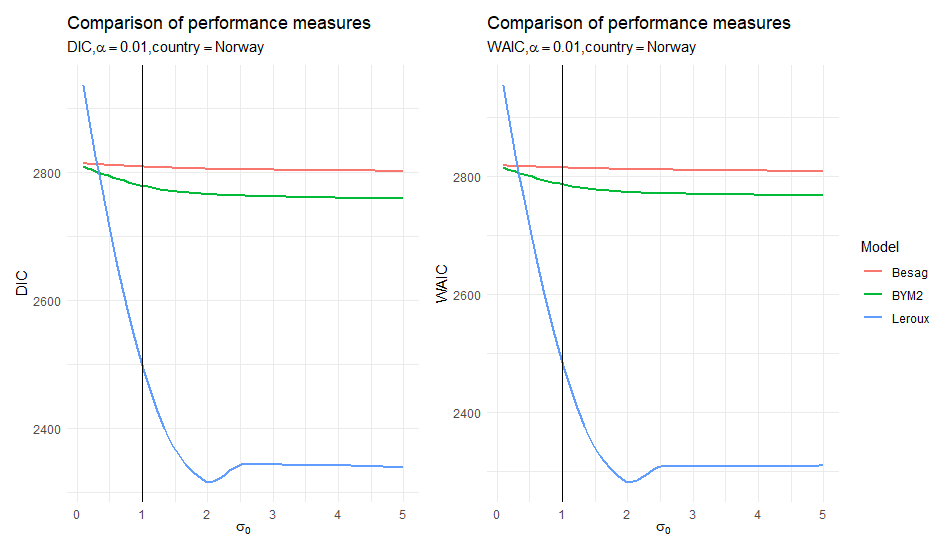 Comparison of performance measures
DIC,α = 0.01,country = Norway
DIC
2800
2600
2400
0 1 2 3 4 5
σ0
Comparison of performance measures
WAIC,α = 0.01,country = Norway
WAIC
2800
2600
2400
0 1 2 3 4 5
σ0
Model
Besag
BYM2
Leroux